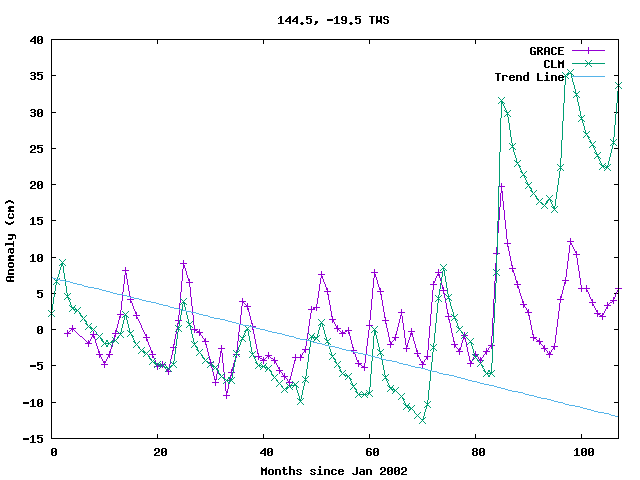 144.5, -19.5 TWS
GRACE
CLM
Trend Line
40
35
30
25
20
15
10
5
0
-5
-10
-15
Anomaly (cm)
0 20 40 60 80 100
Months since Jan 2002